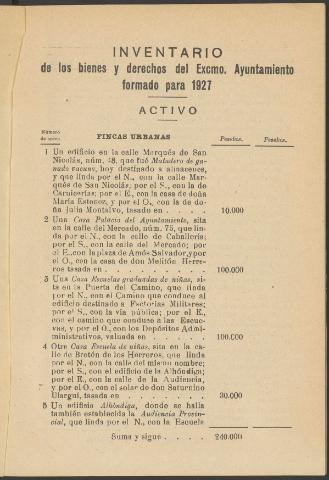 INVENTARIO
de los bienes y derechos del Excmo. Ayuntamiento
formado para 1927
ACTIVO
Número de orden FINCAS URBANAS Pesetas. Pesetas.
1 Un edificio en la calle Marqués de San
Nicolás, núm. 48, que fué Matadero de ga-
nado vacuno, hoy destinado a almacenes,
y que linda por el N., con la calle Mar-
qués de San Nicolás; por el S., con la de
Carnicerías; por el E., con la casa de doña
María Estecez, y por el O., con la de do-
ña Julia Montalvo, tasado en . . . . 10.000
2 Una Casa Palacio del Ayuntamiento, sita
en la calle del Mercado, núm. 75, que lin-
da por el N., con la calle de Caballería;
por el S., con la calle del Mercado; por
el E., con la plaza de Amós Salvador, y por
el O., con la casa de don Melitón Herre-
ros tasada en . . . . 100.000
3 Una Casa Escuelas graduadas de niñas, si-
ta en la Puerta del Camino, que linda
por el N., con el Camino que conduce al
edificio destinado a Factorías Militares;
por el S., con la vía pública; por el E.,
con el camino que conduce a las Escue-
vas, y por el O., con los Depósitos Admi-
ministrativos, valuada en . . . . 100.000
4 Otre Casa Escuela de niñas, sita en la ca-
lle de Bretón de los Herreros, que linda
por el N., con la calle del mismo nombre;
por el S., con el edificio de la Alhóndiga;
por el E., con la calle de la Audiencia,
y por el O., con el solar de don Saturnino
Ulargui, tasada en . . . . 30.000
5 Un edificio Alhóndiga, donde se halla
también establecida la Audiencia Provin-
cial, que linda por el N., con la Escuela
Suma y sigue . . . . 240.000